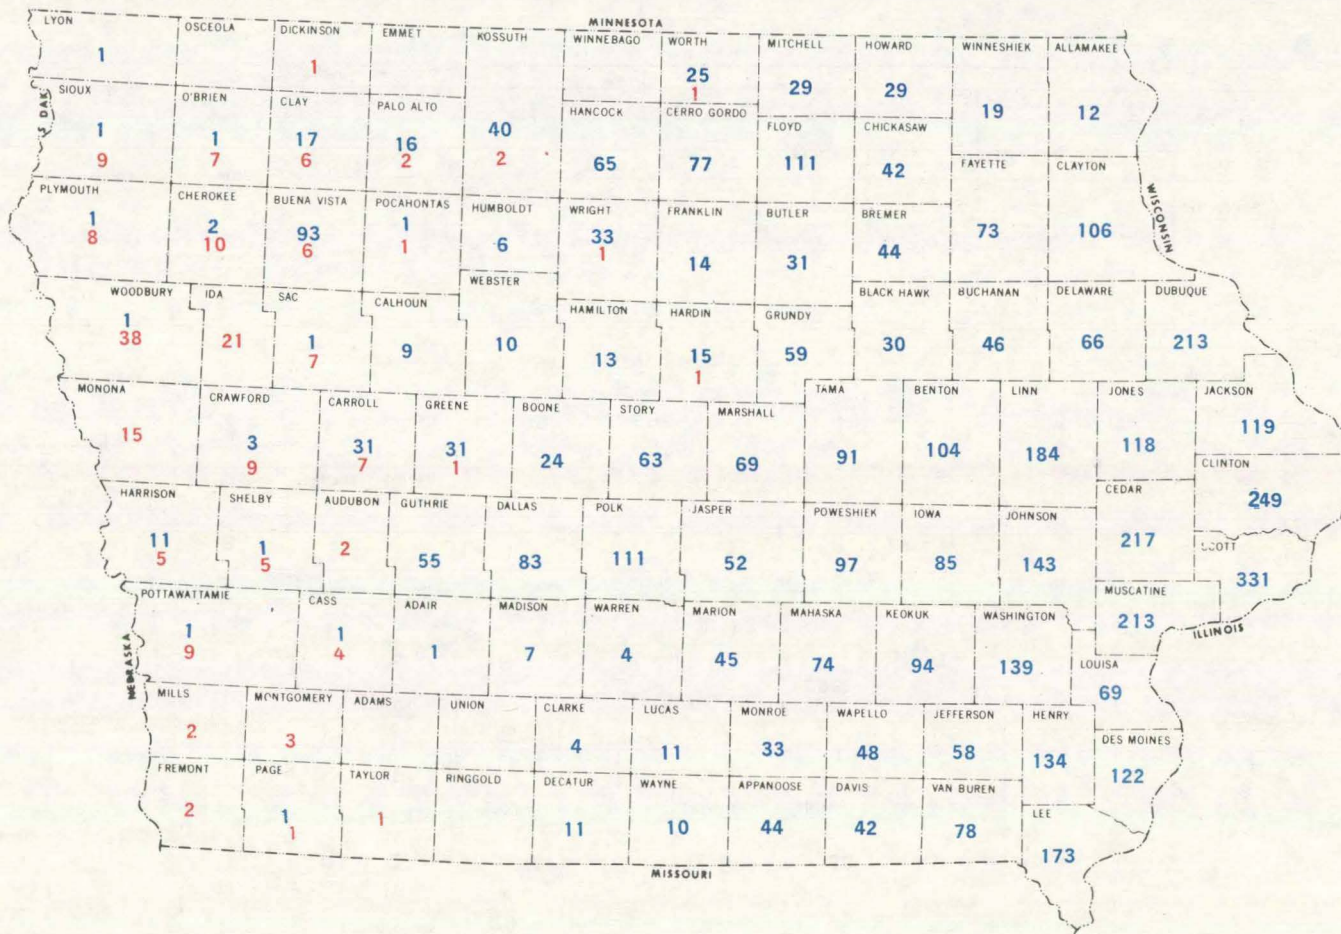 MINNESOTA
LYON
1
OSCEOLA
DICKINSON
1
EMMET
KOSSUTH
40
2
WINNEBAGO
WORTH
25
1
MITCHELL
29
HOWARD
29
WINNESHIEK
19
ALLAMAKEE
12
S DAK
SIOUX
1
9
O'BRIEN
1
7
CLAY
17
6
PALO ALTO
16
2
HANCOCK
65
CERRO GORDO
77
FLOYD
111
CHICKASAW
42
FAYETTE
73
CLAYTON
106
WISCONSIN
PLYMOUTH
1
8
CHEROKEE
2
10
BUENA VISTA
93
6
POCAHONTAS
1
1
HUMBOLDT
6
WRIGHT
33
1
FRANKLIN
14
BUTLER
31
BREMER
44
WOODBURY
1
38
IDA
21
SAC
1
7
CALHOUN
9
WEBSTER
10
HAMILTON
13
HARDIN
15
1
GRUNDY
59
BLACK HAWK
30
BUCHANAN
46
DELAWARE
66
DUBUQUE
213
MONONA
15
CRAWFORD
3
9
CARROLL
31
7
GREENE
31
1
BOONE
24
STORY
63
MARSHALL
69
TAMA
91
BENTON
104
LINN
184
JONES
118
JACKSON
119
CLINTON
249
HARRISON
11
5
SHELBY
1
5
AUDUBON
2
GUTHRIE
55
DALLAS
83
POLK
111
JASPER
52
POWESHIEK
97
IOWA
85
JOHNSON
143
CEDAR
217
SCOTT
331
NEBRASKA
POTTAWATTAMIE
1
9
CASS
1
4
ADAIR
1
MADISON
7
WARREN
4
MARION
45
MAHASKA
74
KEOKUK
94
WASHINGTON
139
MUSCATINE
213
ILLINOIS
LOUISA
69
MILLS
2
MONTGOMERY
3
ADAMS
UNION
CLARKE
4
LUCAS
11
MONROE
33
WAPELLO
48
JEFFERSON
58
HENRY
134
DES MOINES
122
FREMONT
2
PAGE
1
1
TAYLOR
1
RINGGOLD
DECATUR
11
WAYNE
10
APPANOOSE
44
DAVIS
42
VAN BUREN
78
LEE
173
MISSOURI